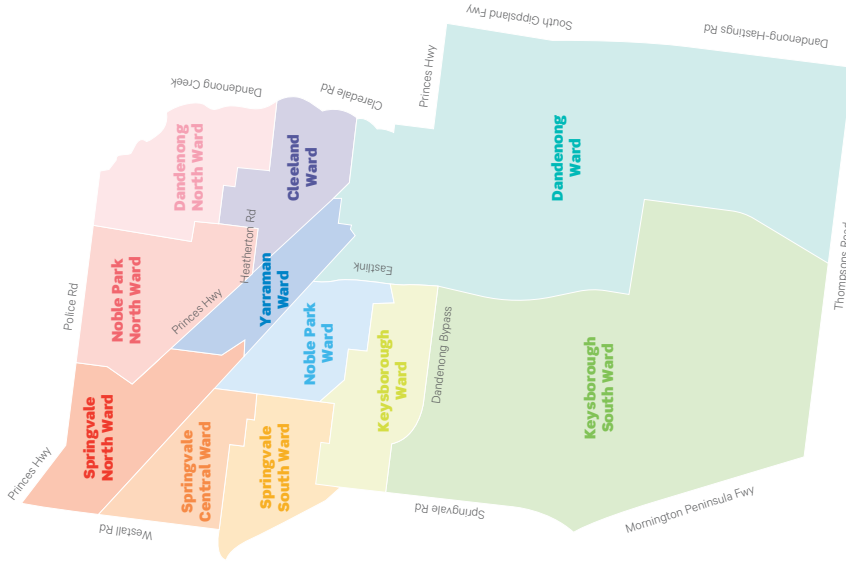 South Gippsland Fwy
Dandenong-Hastings Rd
Princes Hwy
Dandenong Creek
Claredale Rd
Dandenong
North Ward
Cleeland
Ward
Dandenong
Ward
Heatherton Rd
Eastlink
Thompsons Road
Police Rd
Noble Park
North Ward
Princes Hwy
Yarraman
Ward
Noble Park
Ward
Keysborough
Ward
Dandenong Bypass
Keysborough
South Ward
Springvale
North Ward
Springvale
Central Ward
Springvale
South Ward
Princes Hwy
Westall Rd
Springvale Rd
Mornington Peninsula Fwy